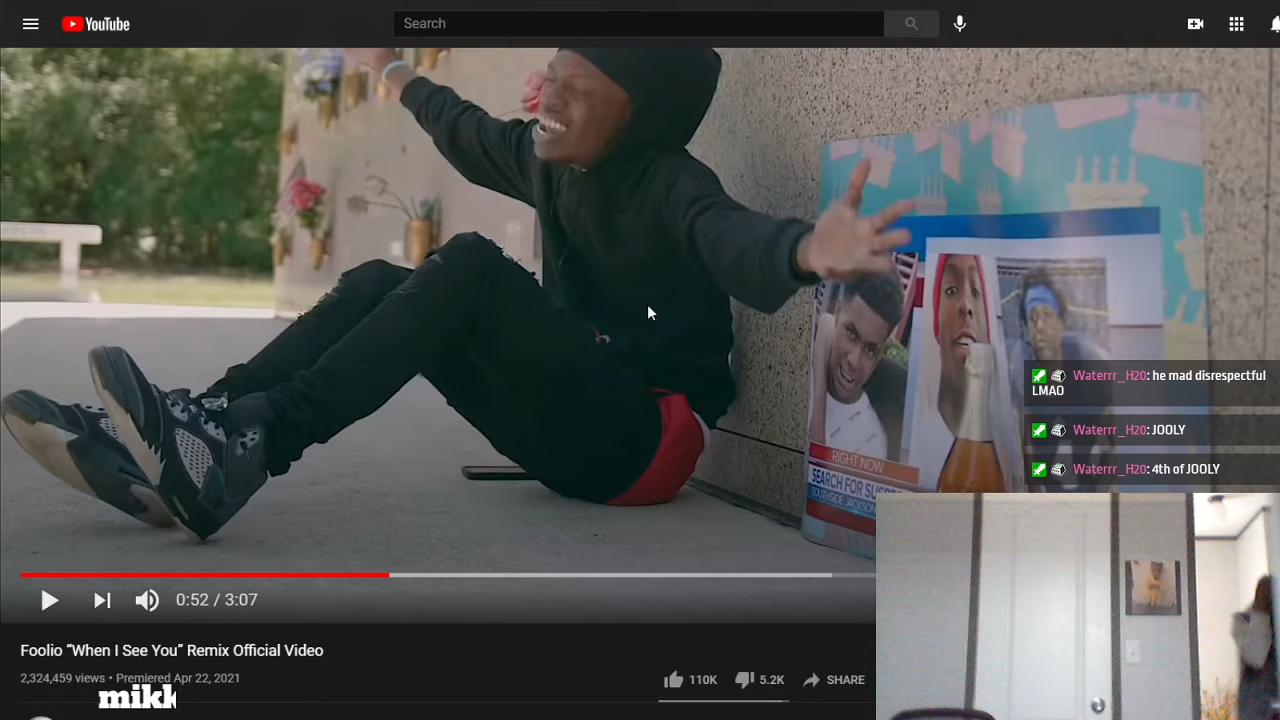 YouTube
Search
RIGHT NOW
SEARCH FOR
SOUTHSIDE
Waterrr_H20: he mad disrespectful
LMAO
Waterrr_H20: JOOLY
Waterrr_H20: 4th of JOOLY
0:52 / 3:07
Foolio “When I See You” Remix Official Video
2,324,459 views • Premiered Apr 22, 2021
110K 5.2K SHARE
mikk